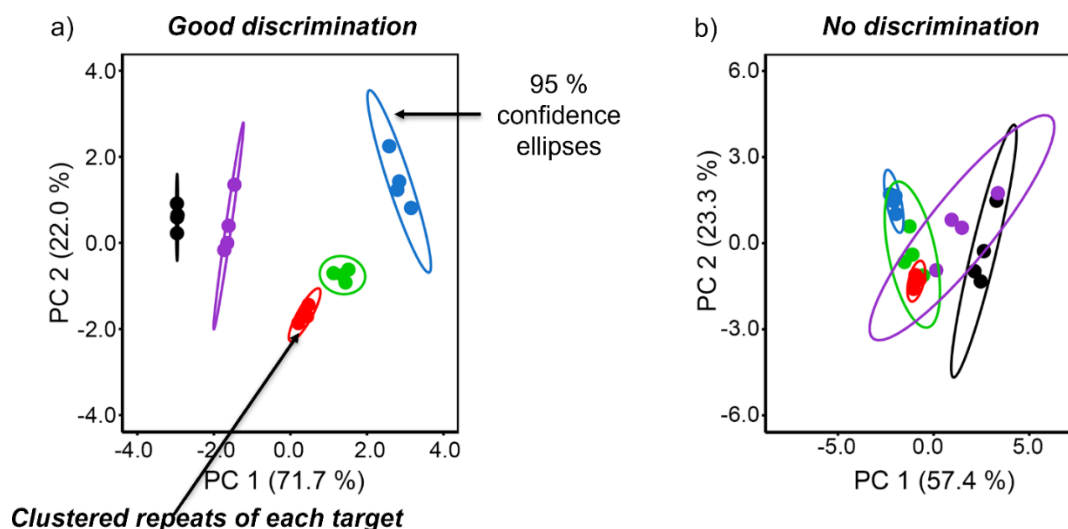 a)
Good discrimination
4.0
2.0
0.0
-2.0
-4.0
PC 2 (22.0 %)
-4.0
-2.0
0.0
2.0
4.0
PC 1 (71.7 %)
95 %
confidence
ellipses
Clustered repeats of each target
b)
No discrimination
6.0
3.0
0.0
-3.0
-6.0
PC 2 (23.3 %)
-5.0
0.0
5.0
PC 1 (57.4 %)